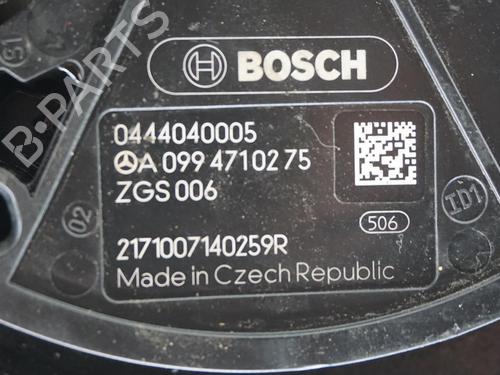 BOSCH
0444040005
A 099 471 02 75
ZGS 006
506
2171007140259R
Made in Czech Republic
02
ID1
B-PARTS